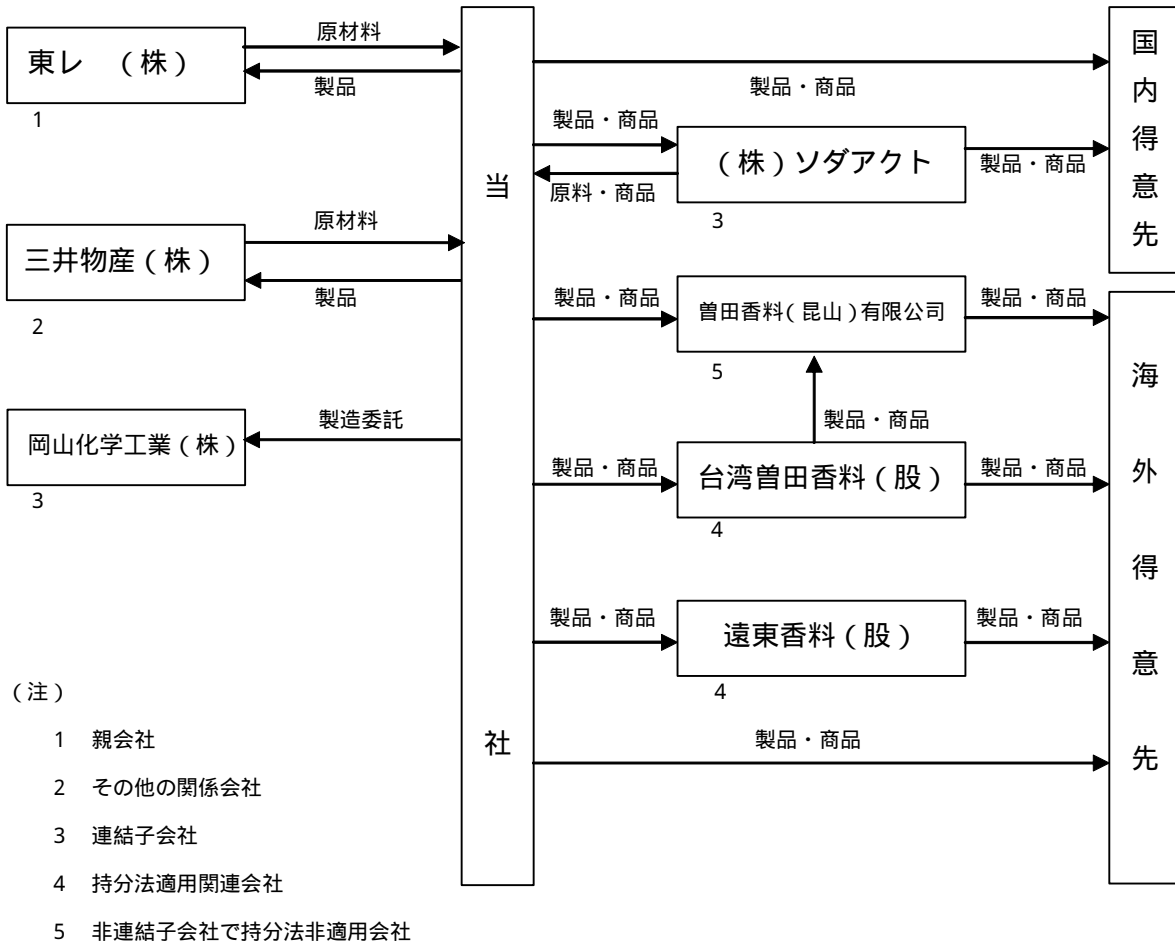 原材料
東レ　（株）
製品
1
原材料
三井物産（株）
製品
2
製造委託
岡山化学工業（株）
3
当社
製品・商品
製品・商品
（株）ソダアクト
製品・商品
原料・商品
3
製品・商品
曽田香料（昆山）有限公司
製品・商品
5
製品・商品
製品・商品
台湾曽田香料（股）
製品・商品
4
製品・商品
遠東香料（股）
製品・商品
4
製品・商品
国内得意先
海外得意先
（注）
1　親会社
2　その他の関係会社
3　連結子会社
4　持分法適用関連会社
5　非連結子会社で持分法非適用会社